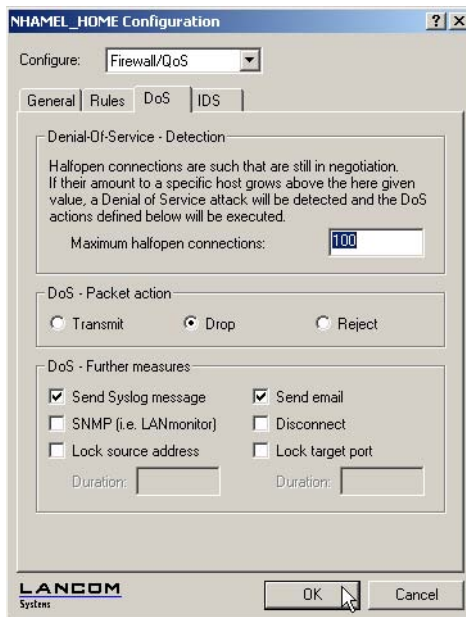 NHAMEL_HOME Configuration
Configure: Firewall/QoS
General Rules DoS IDS
Denial-Of-Service - Detection
Halfopen connections are such that are still in negotiation.
If their amount to a specific host grows above the here given
value, a Denial of Service attack will be detected and the DoS
actions defined below will be executed.
Maximum halfopen connections: 100
DoS - Packet action
Transmit Drop Reject
DoS - Further measures
Send Syslog message Send email
SNMP (i.e. LANmonitor) Disconnect
Lock source address Lock target port
Duration: Duration:
LANCOM
Systems
OK Cancel